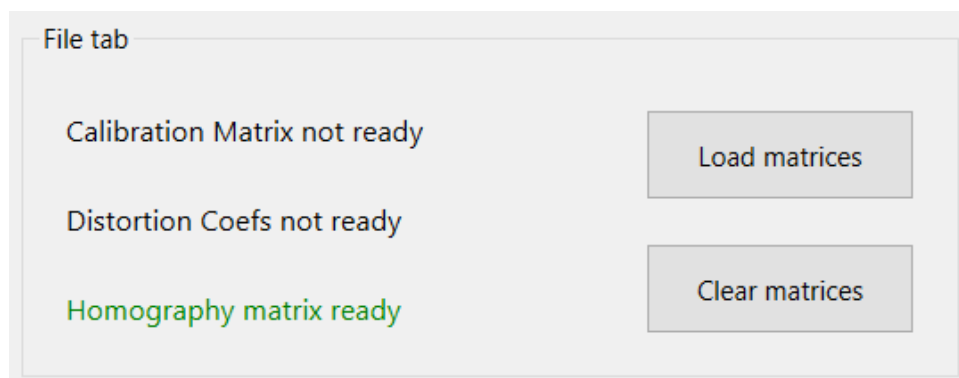 File tab
Calibration Matrix not ready
Load matrices
Distortion Coefs not ready
Clear matrices
Homography matrix ready